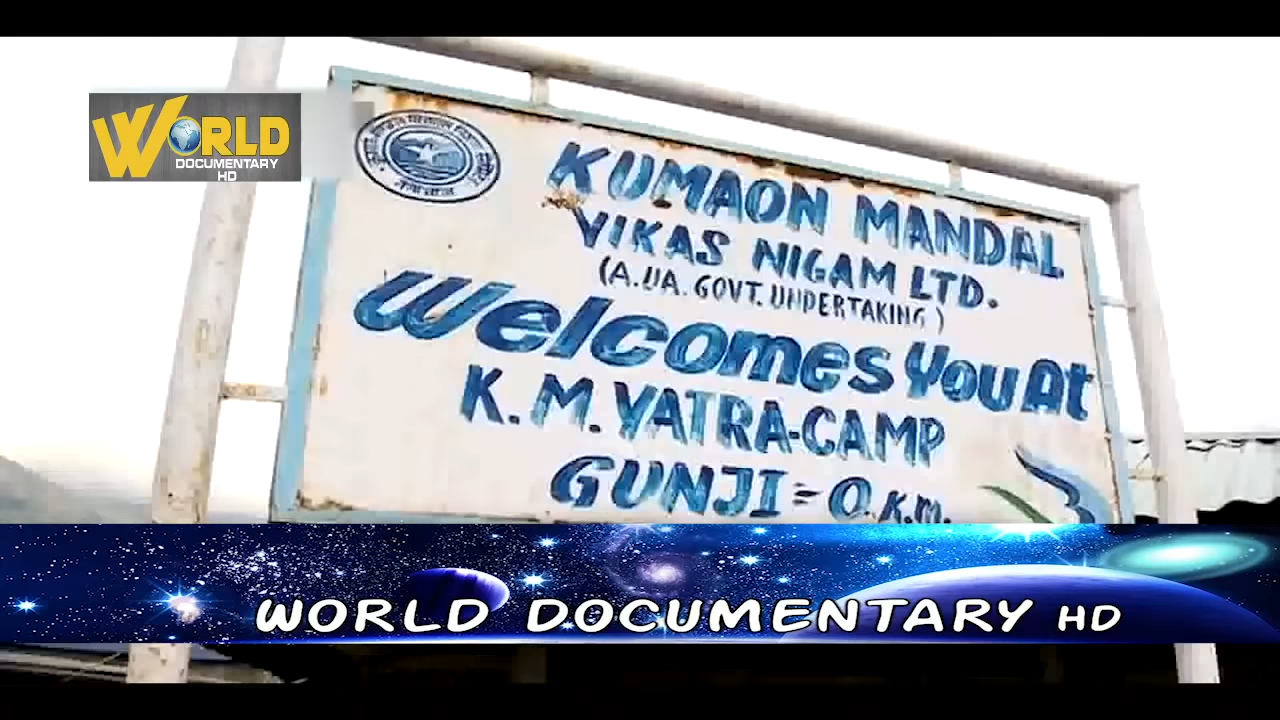 WORLD
DOCUMENTARY
HD
KUMAON MANDAL
VIKAS NIGAM LTD.
(A.UA. GOVT. UNDERTAKING)
Welcomes You At
K.M. YATRA-CAMP
GUNJI = O.K.M.
WORLD DOCUMENTARY HD